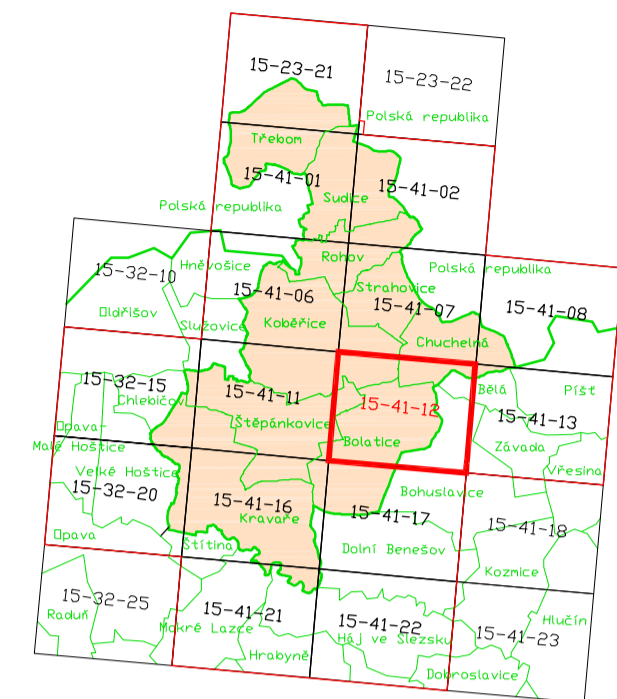 15-23-21
15-23-22
Polská republika
Třebom
15-41-01
15-41-02
Sudice
Polská republika
Rohov
Hněvošice
Polská republika
15-32-10
Strahovice
15-41-06
15-41-07
15-41-08
Oldřišov
Služovice
Kobeřice
Chuchelná
15-32-15
Chlebičov
15-41-11
15-41-12
Bělá
Píšť
15-41-13
Štěpánkovice
Opava-
Malé Hoštice
Bolatice
Závada
Vřesina
Velké Hoštice
15-32-20
15-41-16
Bohuslavice
Kravaře
15-41-17
15-41-18
Opava
Štítina
Dolní Benešov
Kozmice
15-32-25
Raduň
15-41-21
Mokré Lazce
15-41-22
Háj ve Slezsku
15-41-23
Hlučín
Hrabyně
Dobroslavice